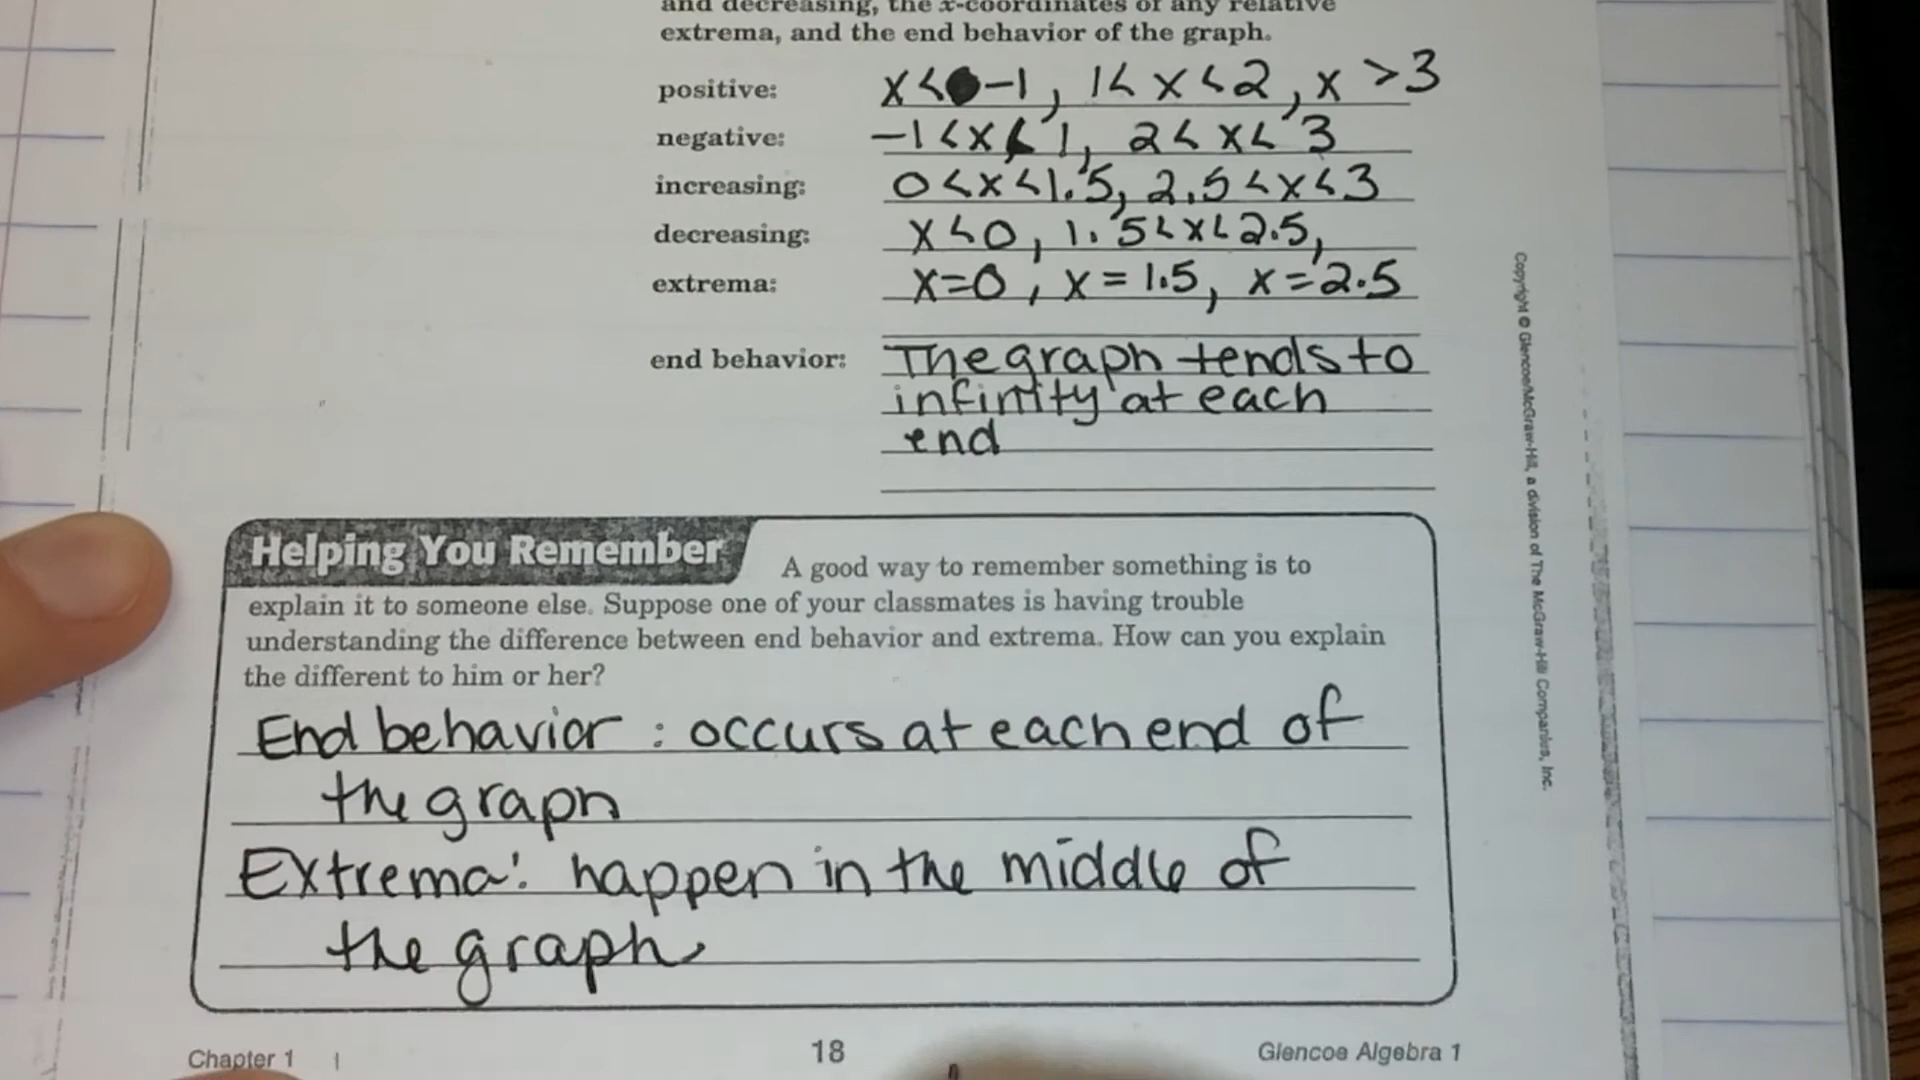 and decreasing, the x-coordinates of any relative
extrema, and the end behavior of the graph.
positive: x<-1, 1<x<2, x>3
negative: -1<x<1, 2<x<3
increasing: 0<x<1.5, 2.5<x<3
decreasing: x<0, 1.5<x<2.5,
extrema: x=0, x=1.5, x=2.5
end behavior: The graph tends to
infinity at each
end
Helping You Remember A good way to remember something is to
explain it to someone else. Suppose one of your classmates is having trouble
understanding the difference between end behavior and extrema. How can you explain
the different to him or her?
End behavior : occurs at each end of
the graph
Extrema: happen in the middle of
the graph
Chapter 1
18
Glencoe Algebra 1
Copyright © Glencoe/McGraw-Hill, a division of The McGraw-Hill Companies, Inc.